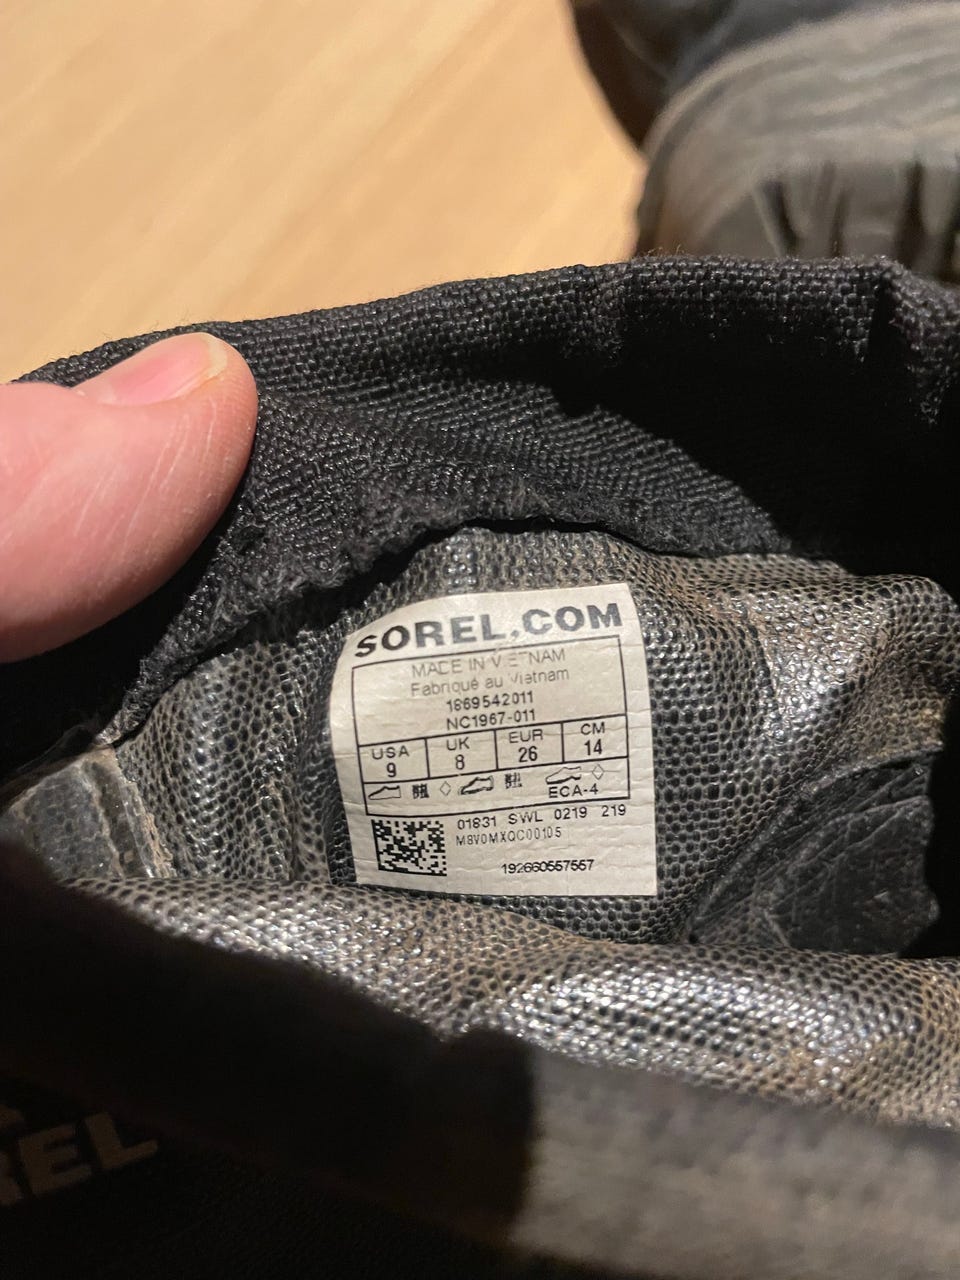 SOREL.COM
MADE IN VIETNAM
Fabriqué au Vietnam
1869542011
NC1967-011
USA UK EUR CM
9 8 26 14
ECA-4
01831 SWL 0219 219
M8V0MXQC00105
192660557557
REL